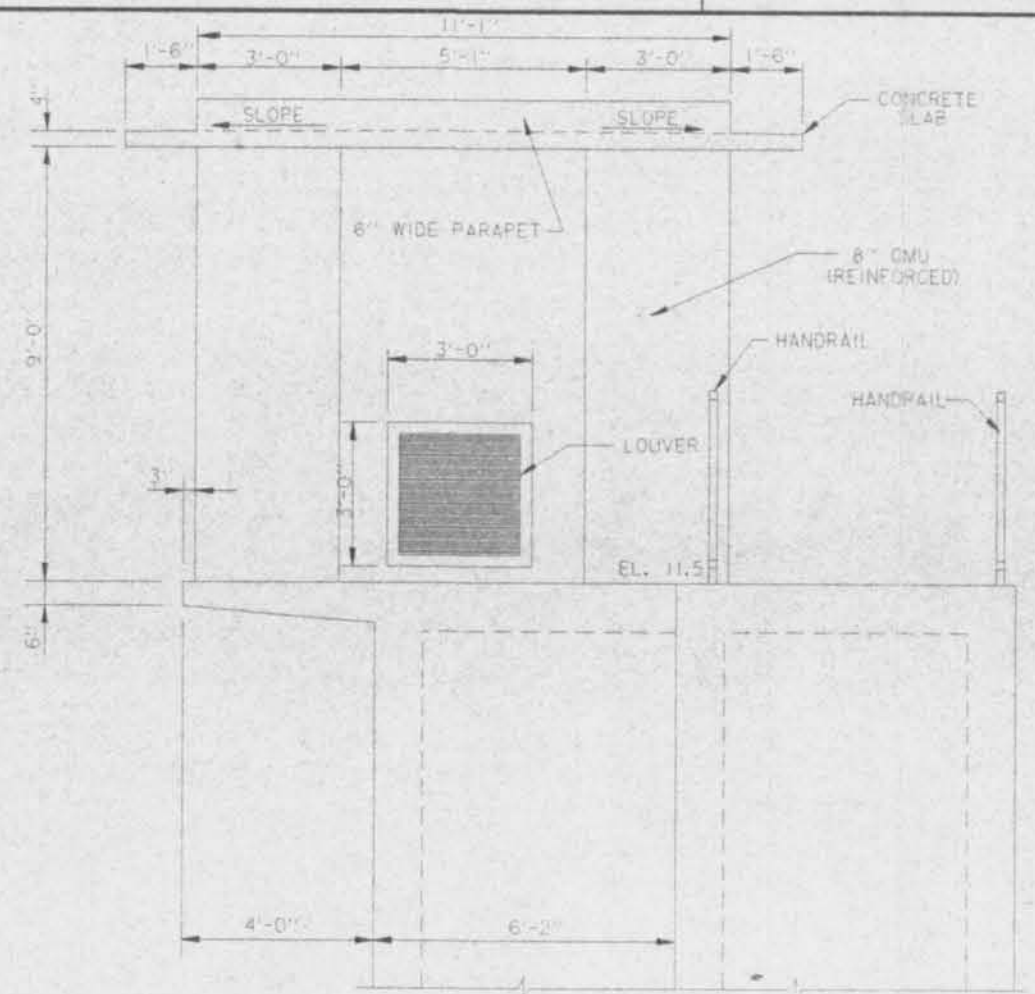 11'-1"
1'-6" 3'-0" 5'-1" 3'-0" 1'-6"
4"
SLOPE SLOPE
CONCRETE
SLAB
6" WIDE PARAPET
8" CMU
(REINFORCED)
9'-0"
3'-0"
HANDRAIL
HANDRAIL
LOUVER
3"
3'-0"
EL. 11.5
6"
4'-0" 6'-2"